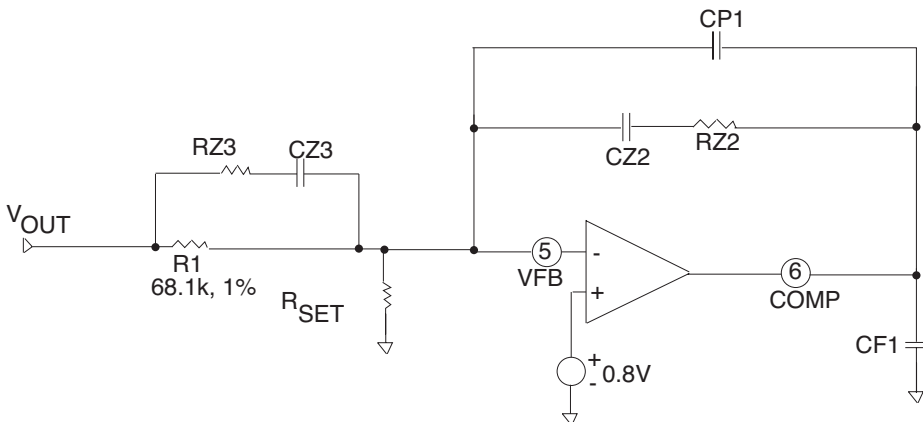 CP1
CZ2
RZ2
RZ3
CZ3
VOUT
R1
68.1k, 1%
RSET
5
VFB
-
+
6
COMP
+
-
0.8V
CF1